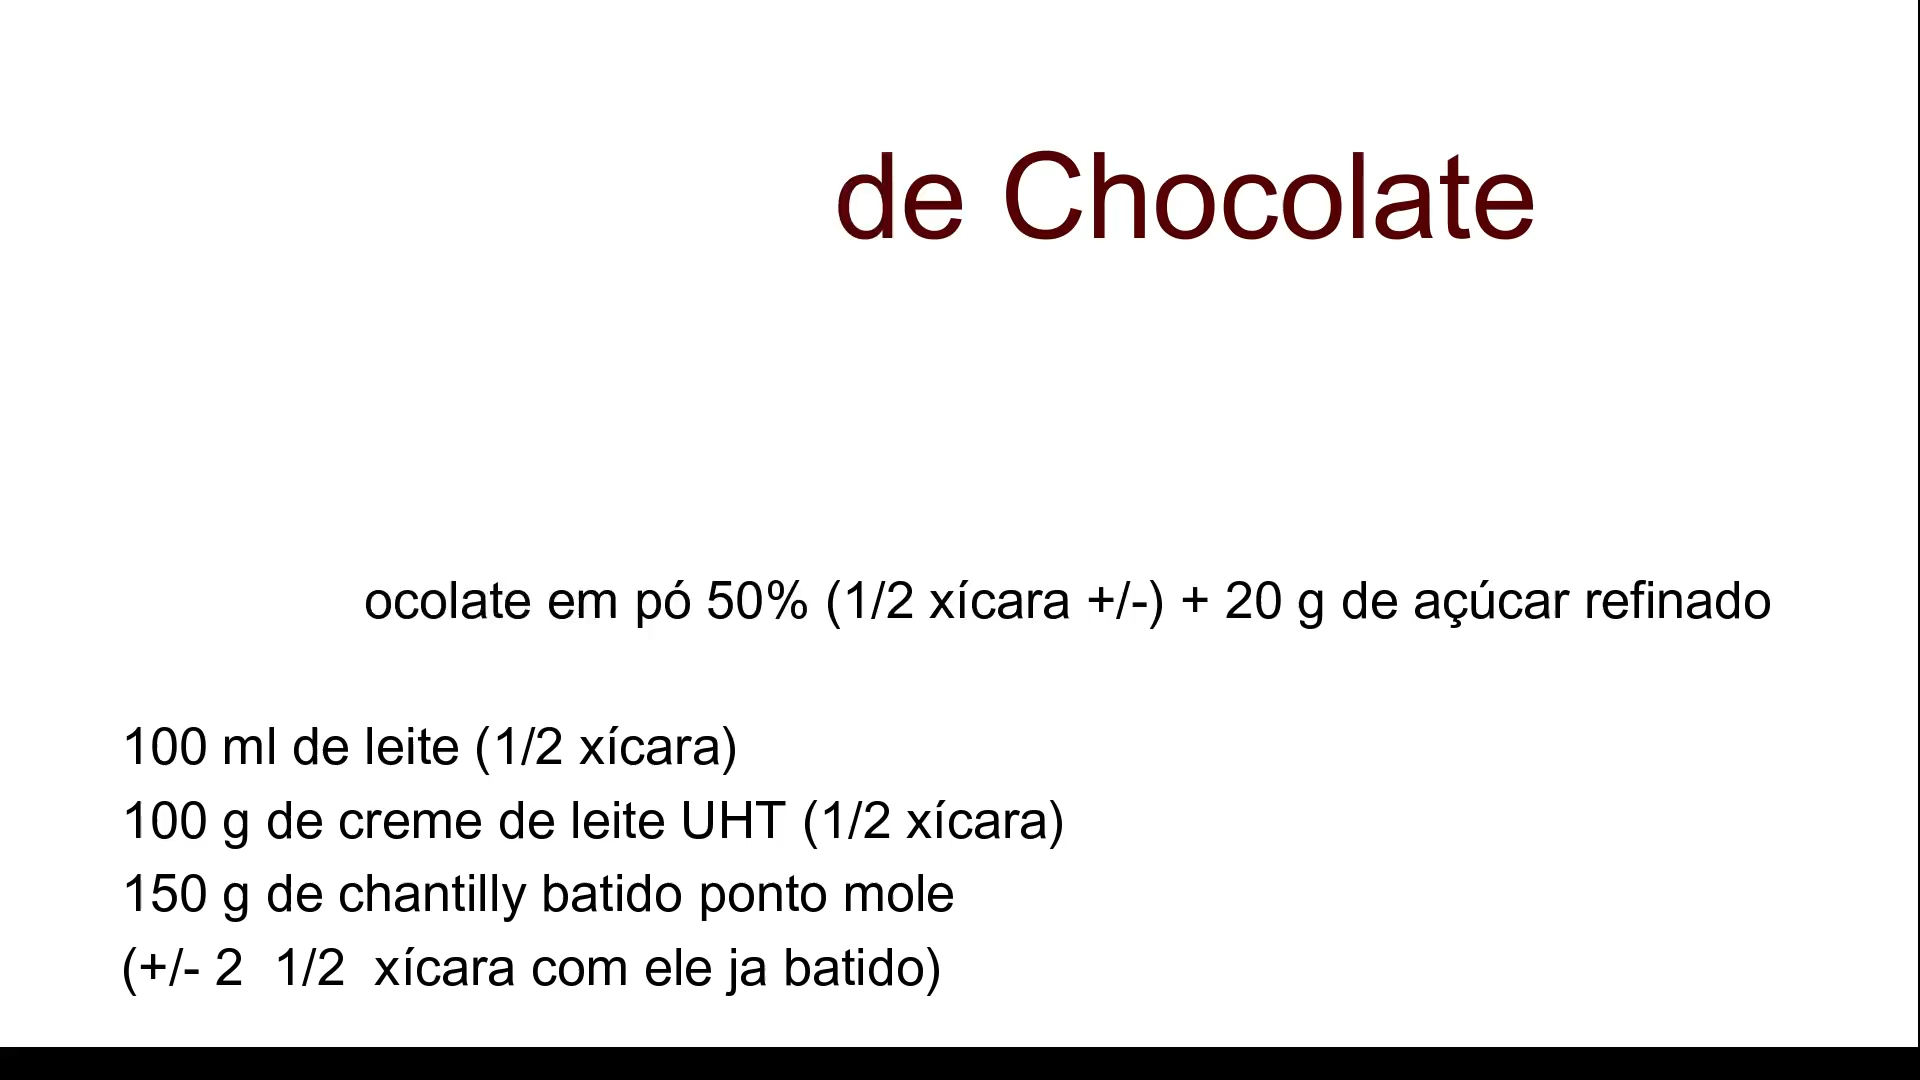 de Chocolate
ocolate em pó 50% (1/2 xícara +/-) + 20 g de açúcar refinado
100 ml de leite (1/2 xícara)
100 g de creme de leite UHT (1/2 xícara)
150 g de chantilly batido ponto mole
(+/- 2  1/2  xícara com ele ja batido)